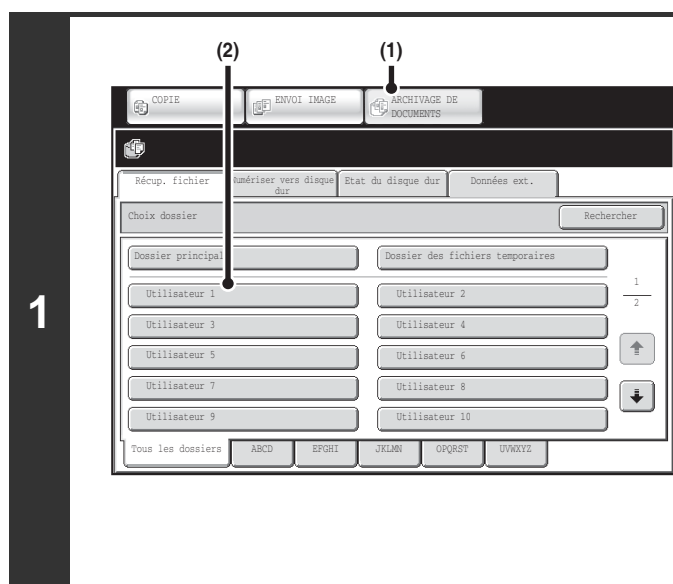 (2) (1)
COPIE ENVOI IMAGE ARCHIVAGE DE
DOCUMENTS
Récup. fichier Numériser vers disque
dur Etat du disque dur Données ext.
Choix dossier Rechercher
Dossier principal Dossier des fichiers temporaires
Utilisateur 1 Utilisateur 2
1
2
Utilisateur 3 Utilisateur 4
Utilisateur 5 Utilisateur 6
Utilisateur 7 Utilisateur 8
Utilisateur 9 Utilisateur 10
Tous les dossiers ABCD EFGHI JKLMN OPQRST UVWXYZ
1